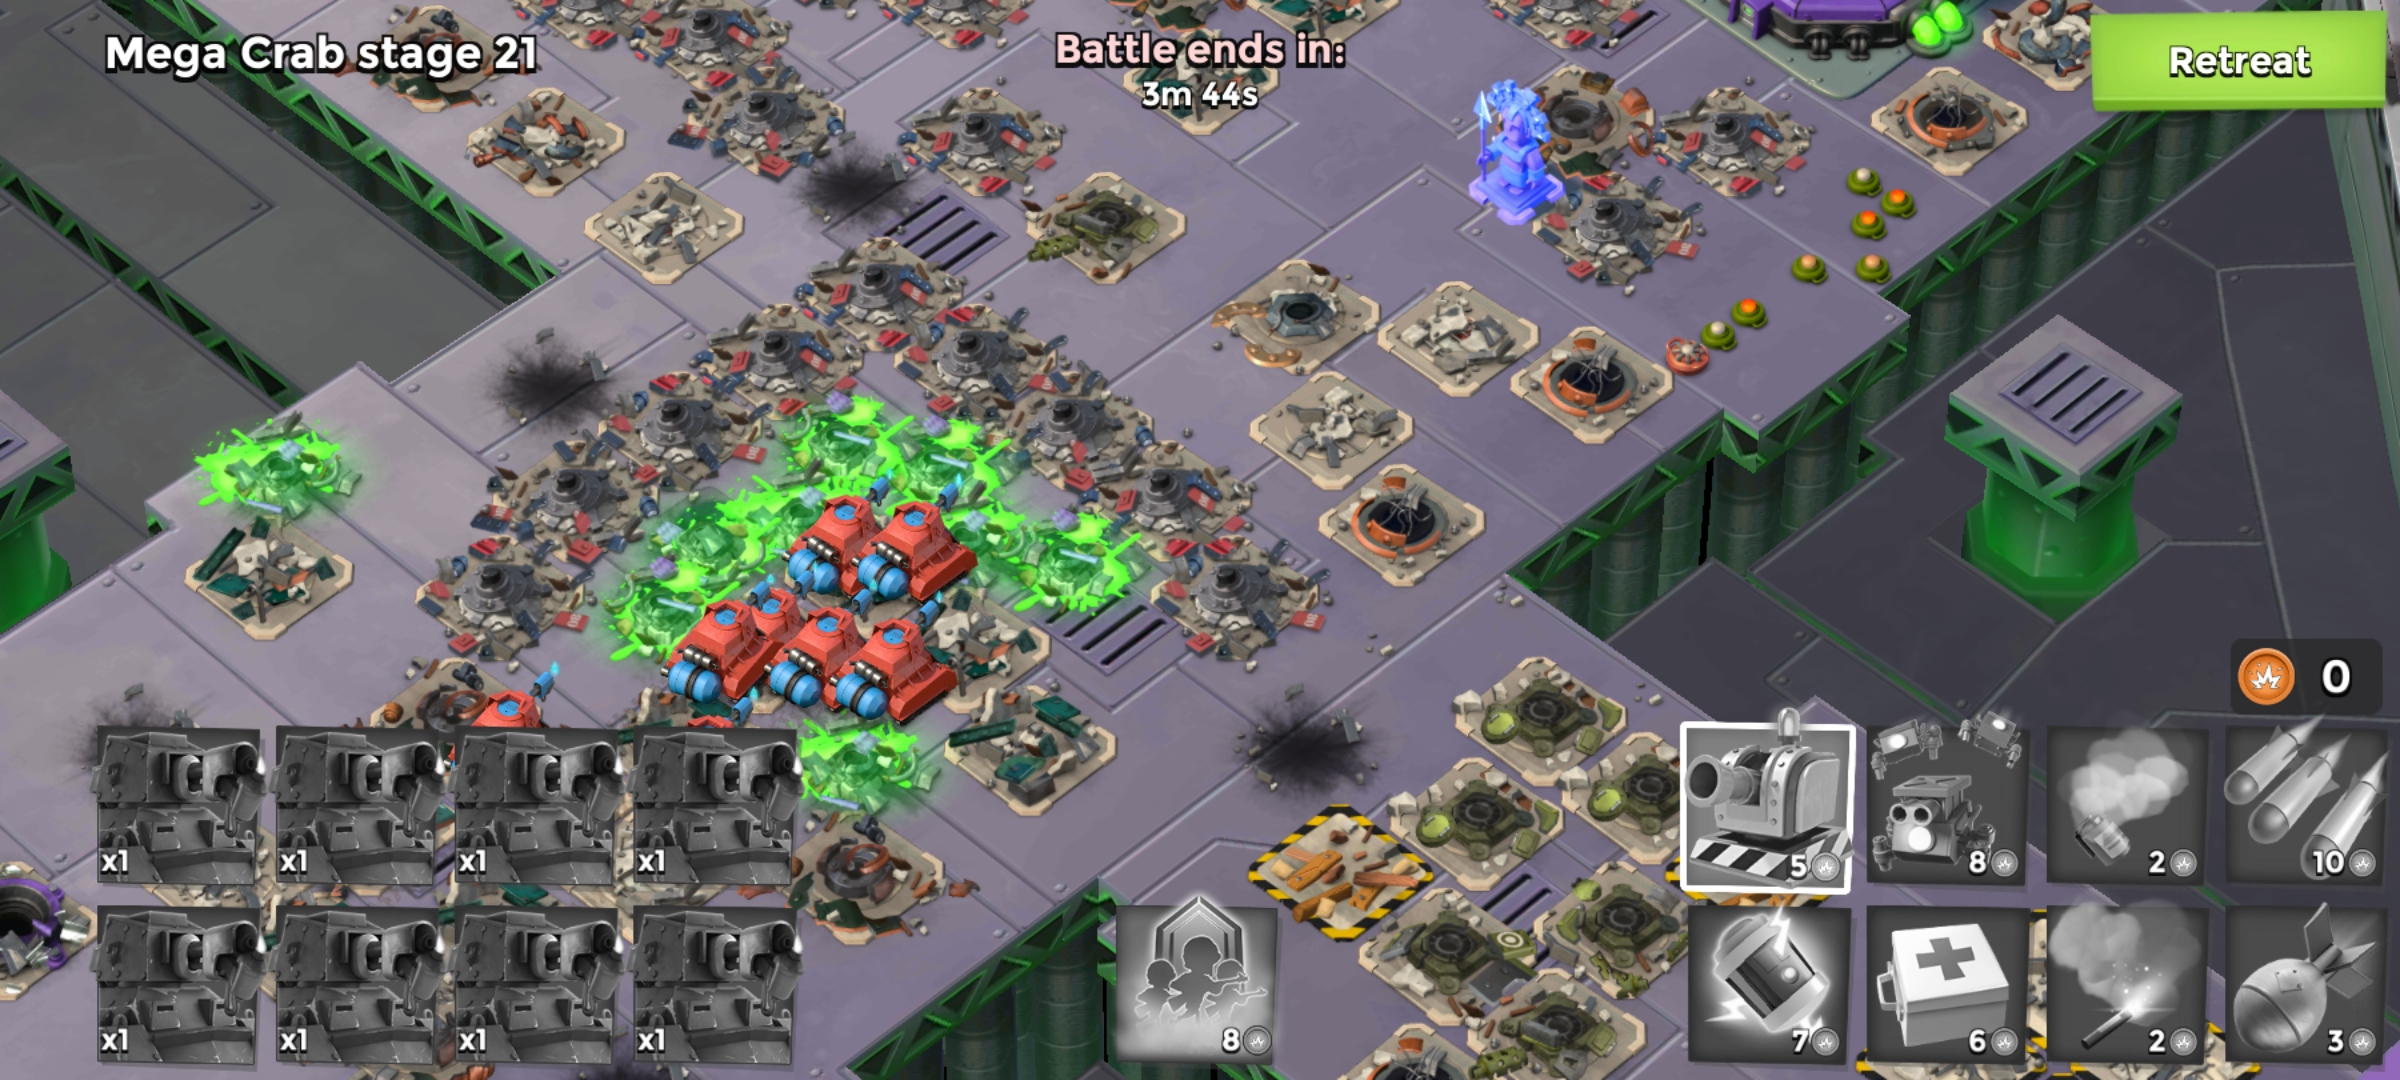 Mega Crab stage 21
Battle ends in:
3m 44s
Retreat
0
x1 x1 x1 x1
5 8 2 10
x1 x1 x1 x1
8
7 6 2 3